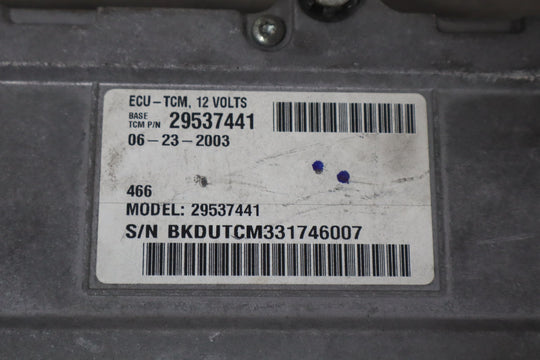 ECU-TCM, 12 VOLTS
BASE
TCM P/N 29537441
06-23-2003
466
MODEL: 29537441
S/N BKDUTCM331746007